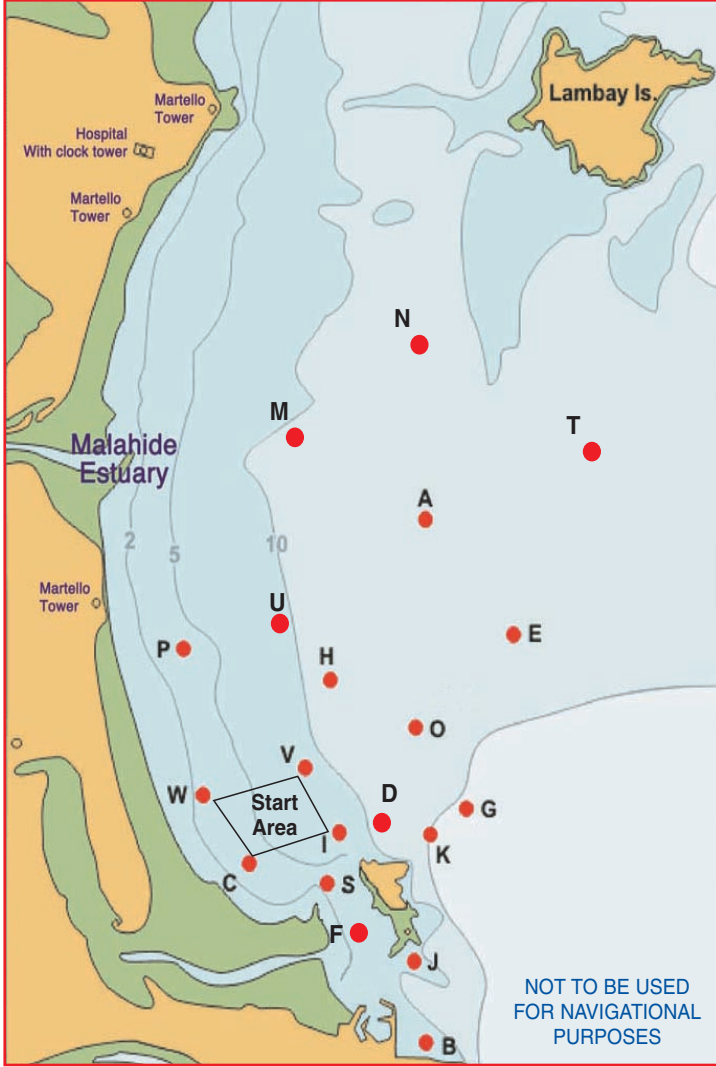 Lambay Is.
Martello
Tower
Hospital
With clock tower
Martello
Tower
N
M
T
Malahide
Estuary
A
2
5
10
Martello
Tower
U
E
P
H
O
V
W
Start
Area
D
G
I
K
C
S
F
J
NOT TO BE USED
FOR NAVIGATIONAL
PURPOSES
B